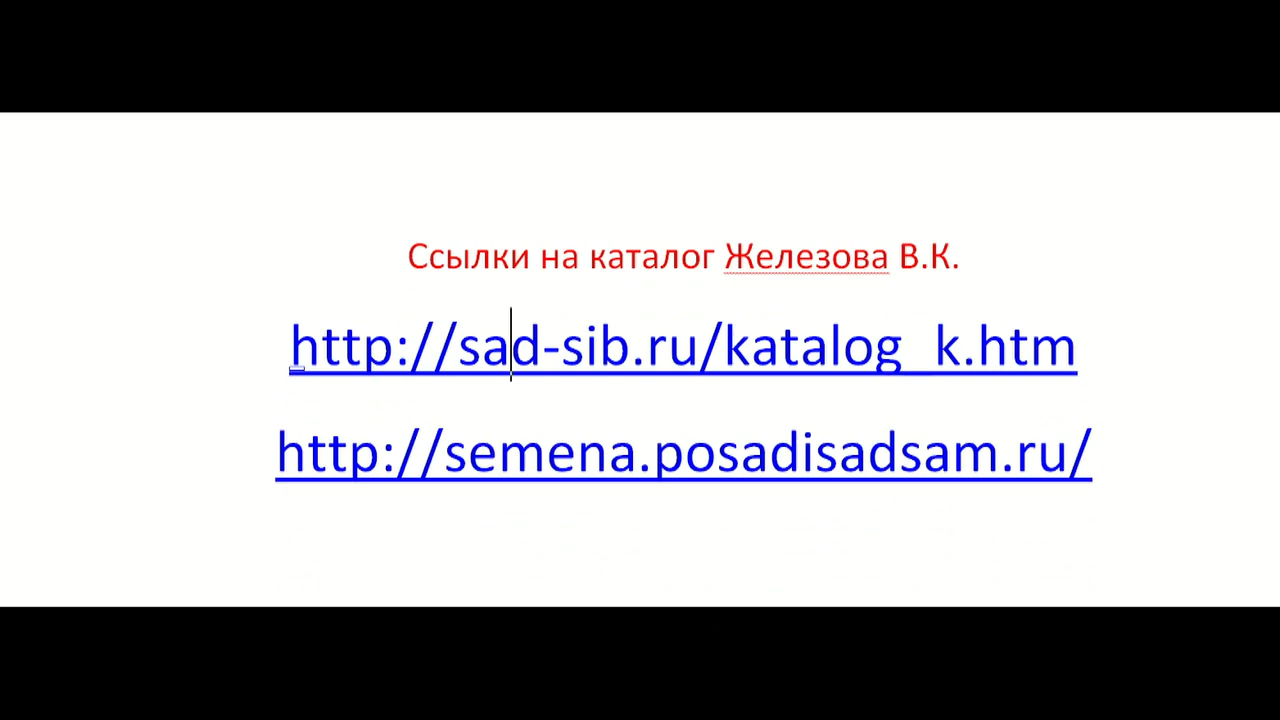 Ссылки на каталог Железова В.К.
http://sad-sib.ru/katalog_k.htm
http://semena.posadisadsam.ru/